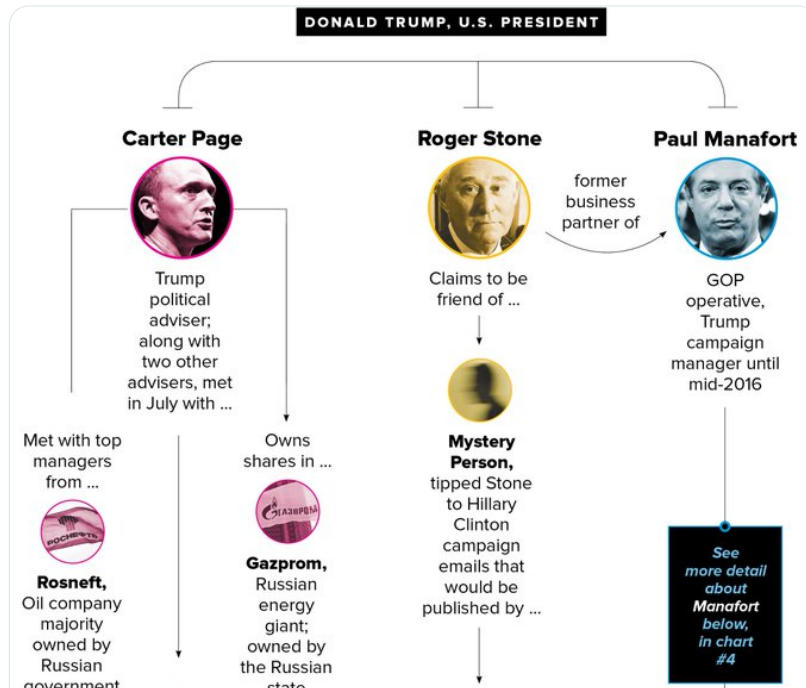 DONALD TRUMP, U.S. PRESIDENT
Carter Page
Roger Stone
Paul Manafort
former
business
partner of
Trump
political
adviser;
along with
two other
advisers, met
in July with ...
Claims to be
friend of ...
GOP
operative,
Trump
campaign
manager until
mid-2016
Met with top
managers
from ...
РОСНЕФТЬ
Rosneft,
Oil company
majority
owned by
Russian
government
Owns
shares in ...
ГАЗПРОМ
Gazprom,
Russian
energy
giant;
owned by
the Russian
state
Mystery
Person,
tipped Stone
to Hillary
Clinton
campaign
emails that
would be
published by ...
See
more detail
about
Manafort
below,
in chart
#4